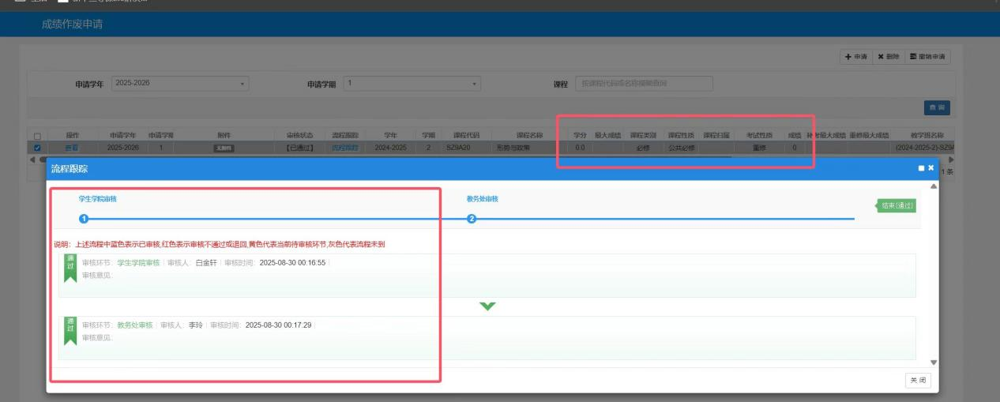 成绩作废申请
申请 删除 撤销申请
申请学年 2025-2026 申请学期 1 课程 按课程代码或名称模糊查询
查 询
操作 申请学年 申请学期 附件 审核状态 流程跟踪 学年 学期 课程代码 课程名称 学分 最大成绩 课程类别 课程性质 课程归属 考试性质 成绩 补考最大成绩 重修最大成绩 教学班名称
查看 2025-2026 1 无附件 【已通过】 流程跟踪 2024-2025 2 SZ9A20 形势与政策 0.0 必修 公共必修 重修 0 (2024-2025-2)-SZ9A
1 条
流程跟踪
学生学院审核 教务处审核
1 2 结束[通过]
说明：上述流程中蓝色表示已审核,红色表示审核不通过或退回,黄色代表当前待审核环节,灰色代表流程未到
通过 审核环节：学生学院审核 | 审核人：白金轩 | 审核时间：2025-08-30 00:16:55
审核意见：
通过 审核环节：教务处审核 | 审核人：李玲 | 审核时间：2025-08-30 00:17:29
审核意见：
关 闭